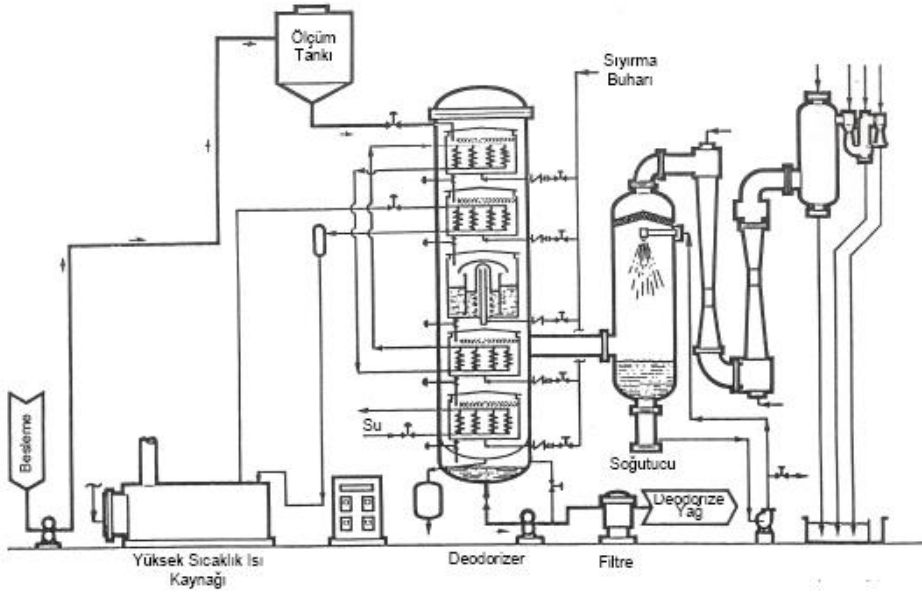 Ölçüm
Tankı
Sıyırma
Buharı
Besleme
Su
Soğutucu
Deodorize
Yağ
Yüksek Sıcaklık Isı
Kaynağı
Deodorizer
Filtre